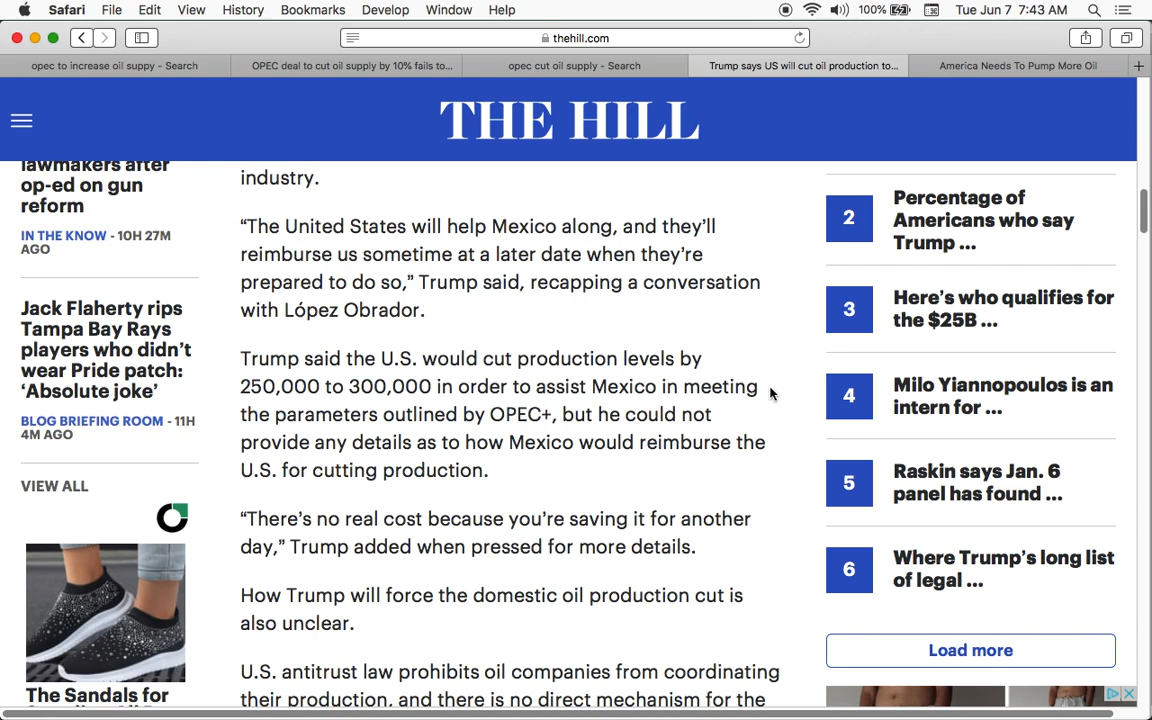 Safari File Edit View History Bookmarks Develop Window Help 100% Tue Jun 7 7:43 AM
thehill.com
opec to increase oil suppy - Search
OPEC deal to cut oil supply by 10% fails to...
opec cut oil supply - Search
Trump says US will cut oil production to...
America Needs To Pump More Oil
THE HILL
lawmakers after
op-ed on gun
reform
IN THE KNOW - 10H 27M
AGO
Jack Flaherty rips
Tampa Bay Rays
players who didn’t
wear Pride patch:
‘Absolute joke’
BLOG BRIEFING ROOM - 11H
4M AGO
VIEW ALL
The Sandals for
industry.
“The United States will help Mexico along, and they’ll
reimburse us sometime at a later date when they’re
prepared to do so,” Trump said, recapping a conversation
with López Obrador.
Trump said the U.S. would cut production levels by
250,000 to 300,000 in order to assist Mexico in meeting
the parameters outlined by OPEC+, but he could not
provide any details as to how Mexico would reimburse the
U.S. for cutting production.
“There’s no real cost because you’re saving it for another
day,” Trump added when pressed for more details.
How Trump will force the domestic oil production cut is
also unclear.
U.S. antitrust law prohibits oil companies from coordinating
their production, and there is no direct mechanism for the
2
Percentage of
Americans who say
Trump ...
3
Here’s who qualifies for
the $25B ...
4
Milo Yiannopoulos is an
intern for ...
5
Raskin says Jan. 6
panel has found ...
6
Where Trump’s long list
of legal ...
Load more